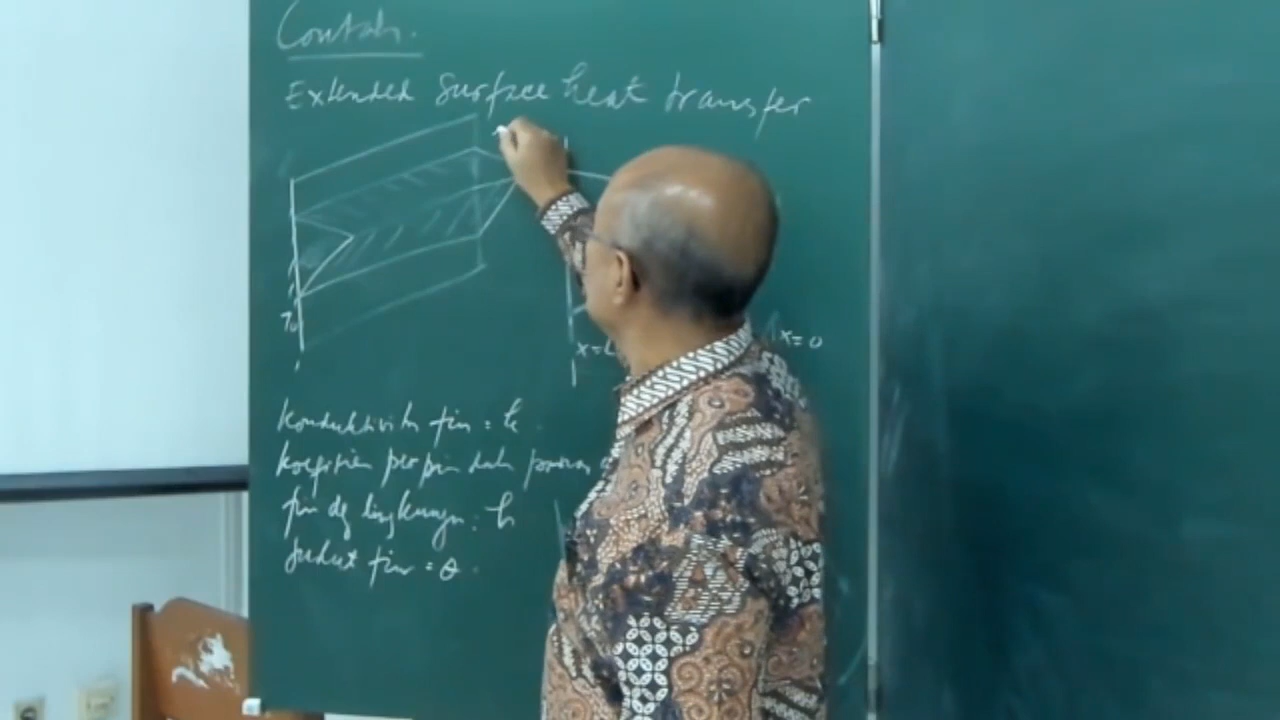 Contoh.
Extended surface heat transfer
T₀
x=L
x=0
Konduktivitas fin = k
koefisien perpindahan panas
fin dg lingkungan : h
sudut fin = θ